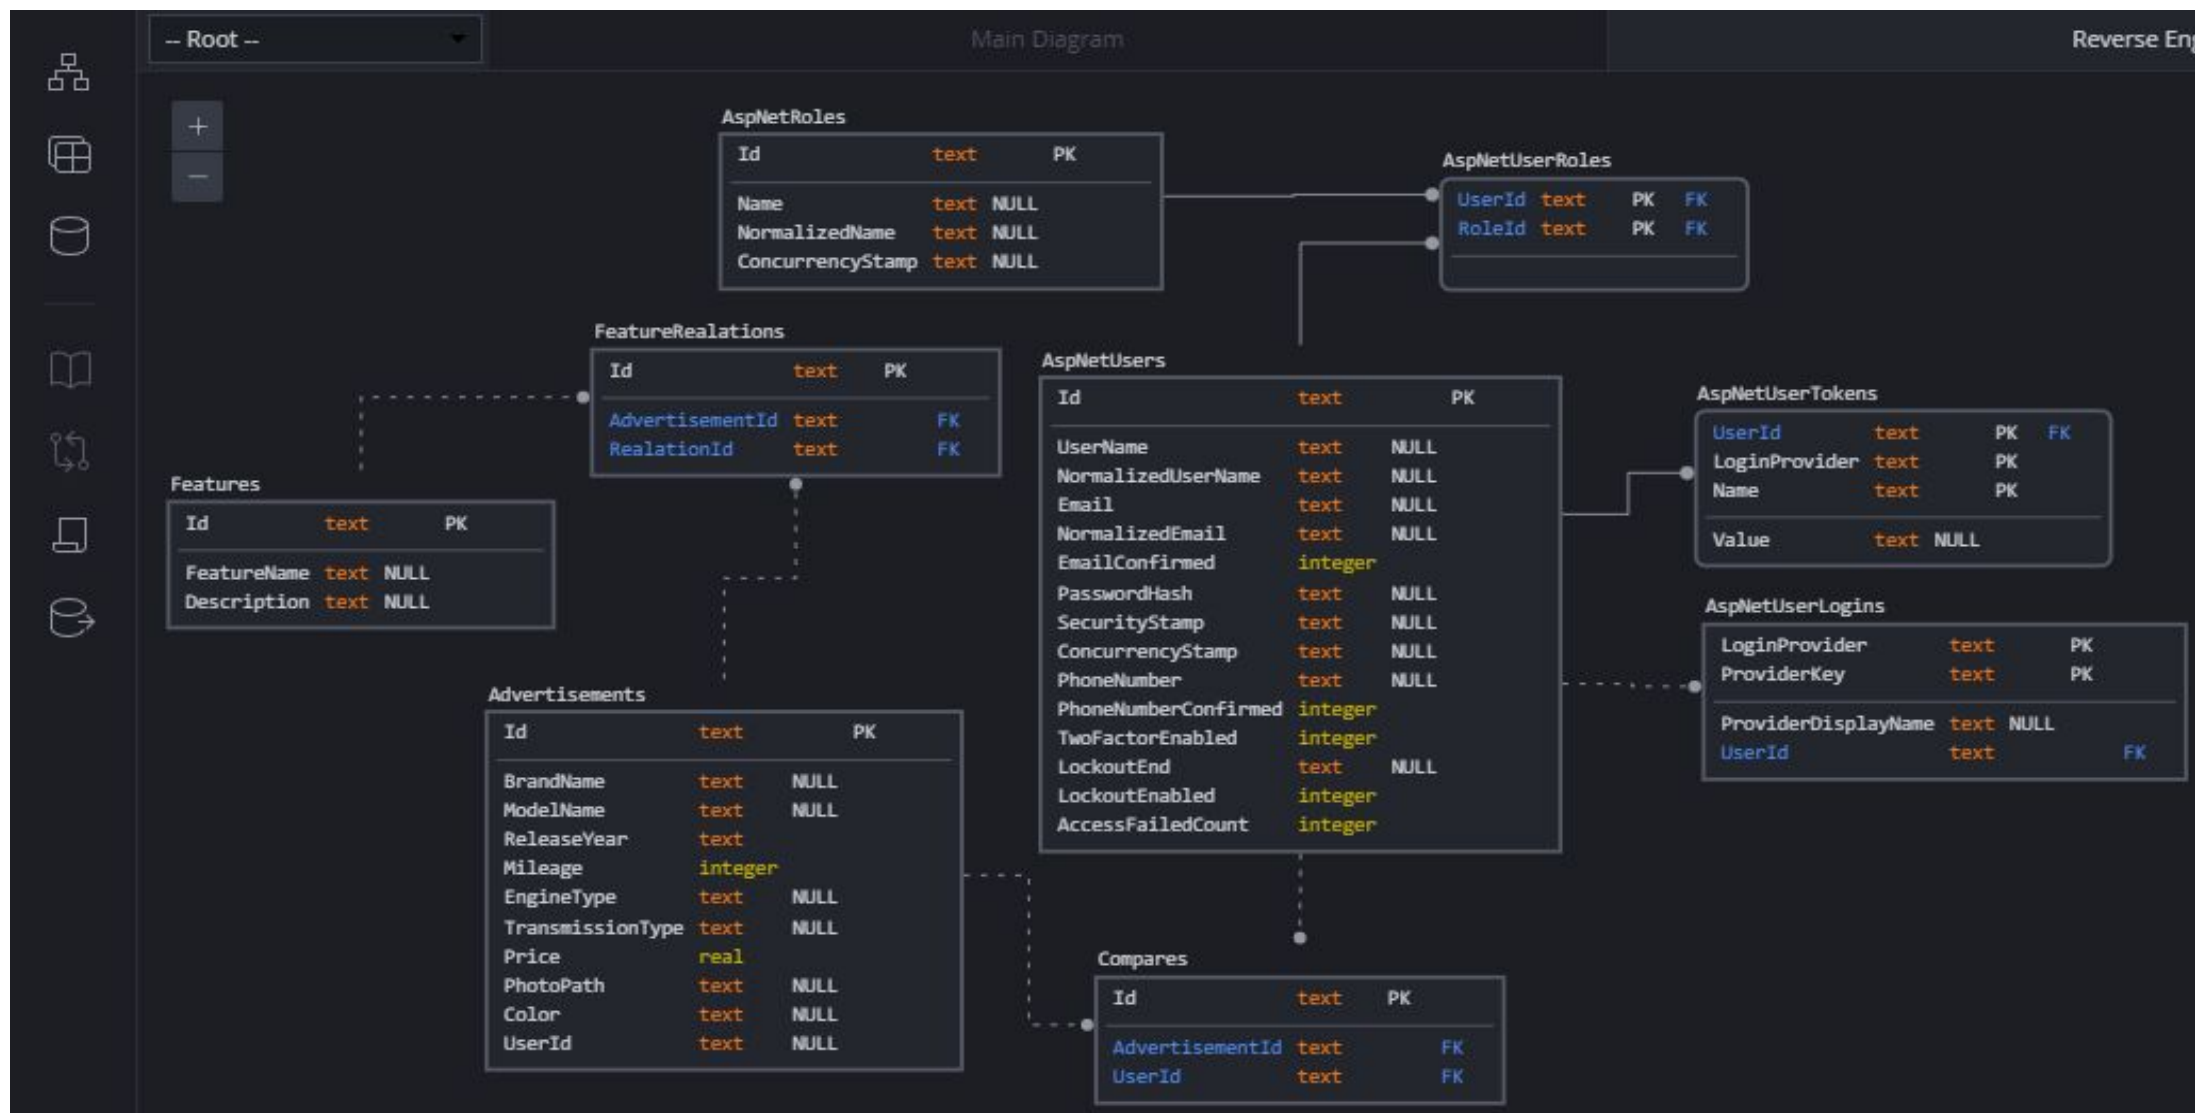 -- Root --
Main Diagram
Reverse Eng
+
−
AspNetRoles
Id text PK
Name text NULL
NormalizedName text NULL
ConcurrencyStamp text NULL
AspNetUserRoles
UserId text PK FK
RoleId text PK FK
FeatureRealations
Id text PK
AdvertisementId text FK
RealationId text FK
AspNetUsers
Id text PK
UserName text NULL
NormalizedUserName text NULL
Email text NULL
NormalizedEmail text NULL
EmailConfirmed integer
PasswordHash text NULL
SecurityStamp text NULL
ConcurrencyStamp text NULL
PhoneNumber text NULL
PhoneNumberConfirmed integer
TwoFactorEnabled integer
LockoutEnd text NULL
LockoutEnabled integer
AccessFailedCount integer
AspNetUserTokens
UserId text PK FK
LoginProvider text PK
Name text PK
Value text NULL
Features
Id text PK
FeatureName text NULL
Description text NULL
AspNetUserLogins
LoginProvider text PK
ProviderKey text PK
ProviderDisplayName text NULL
UserId text FK
Advertisements
Id text PK
BrandName text NULL
ModelName text NULL
ReleaseYear text
Mileage integer
EngineType text NULL
TransmissionType text NULL
Price real
PhotoPath text NULL
Color text NULL
UserId text NULL
Compares
Id text PK
AdvertisementId text FK
UserId text FK